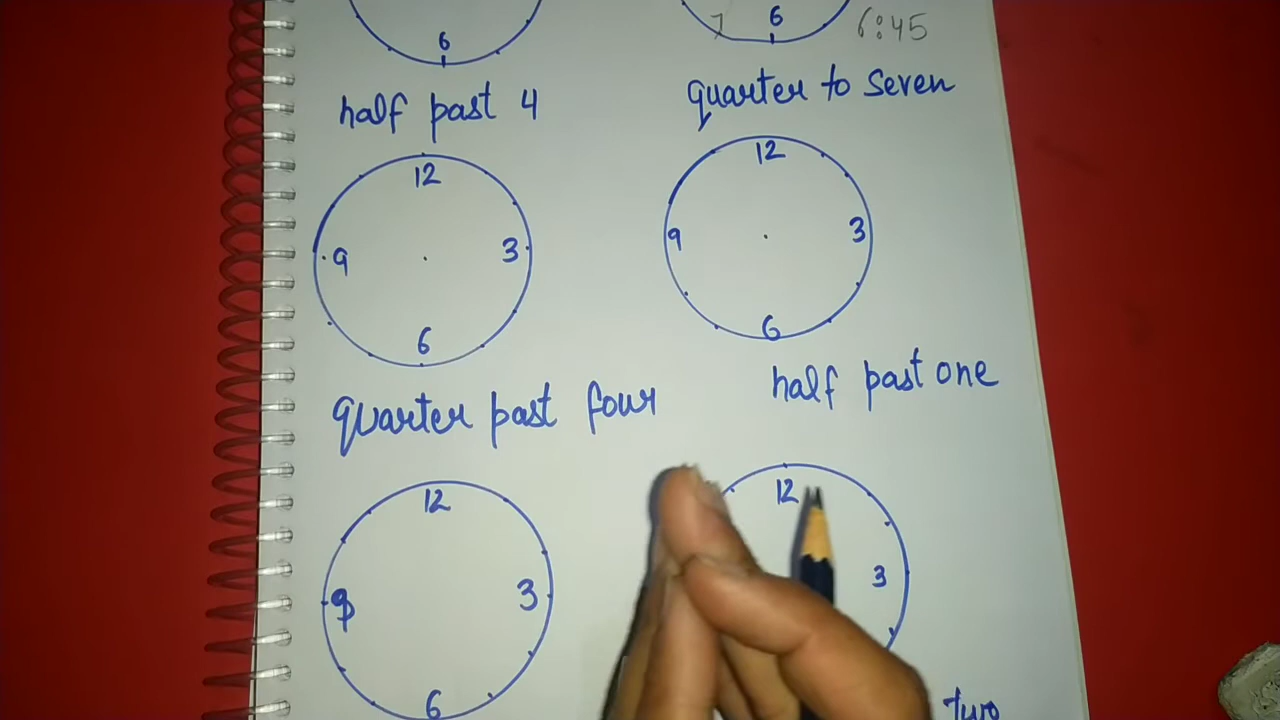 6
7 6 6:45
half past 4
quarter to seven
12
9 3
6
12
9 3
6
quarter past four
half past one
12
9 3
6
12
3
two